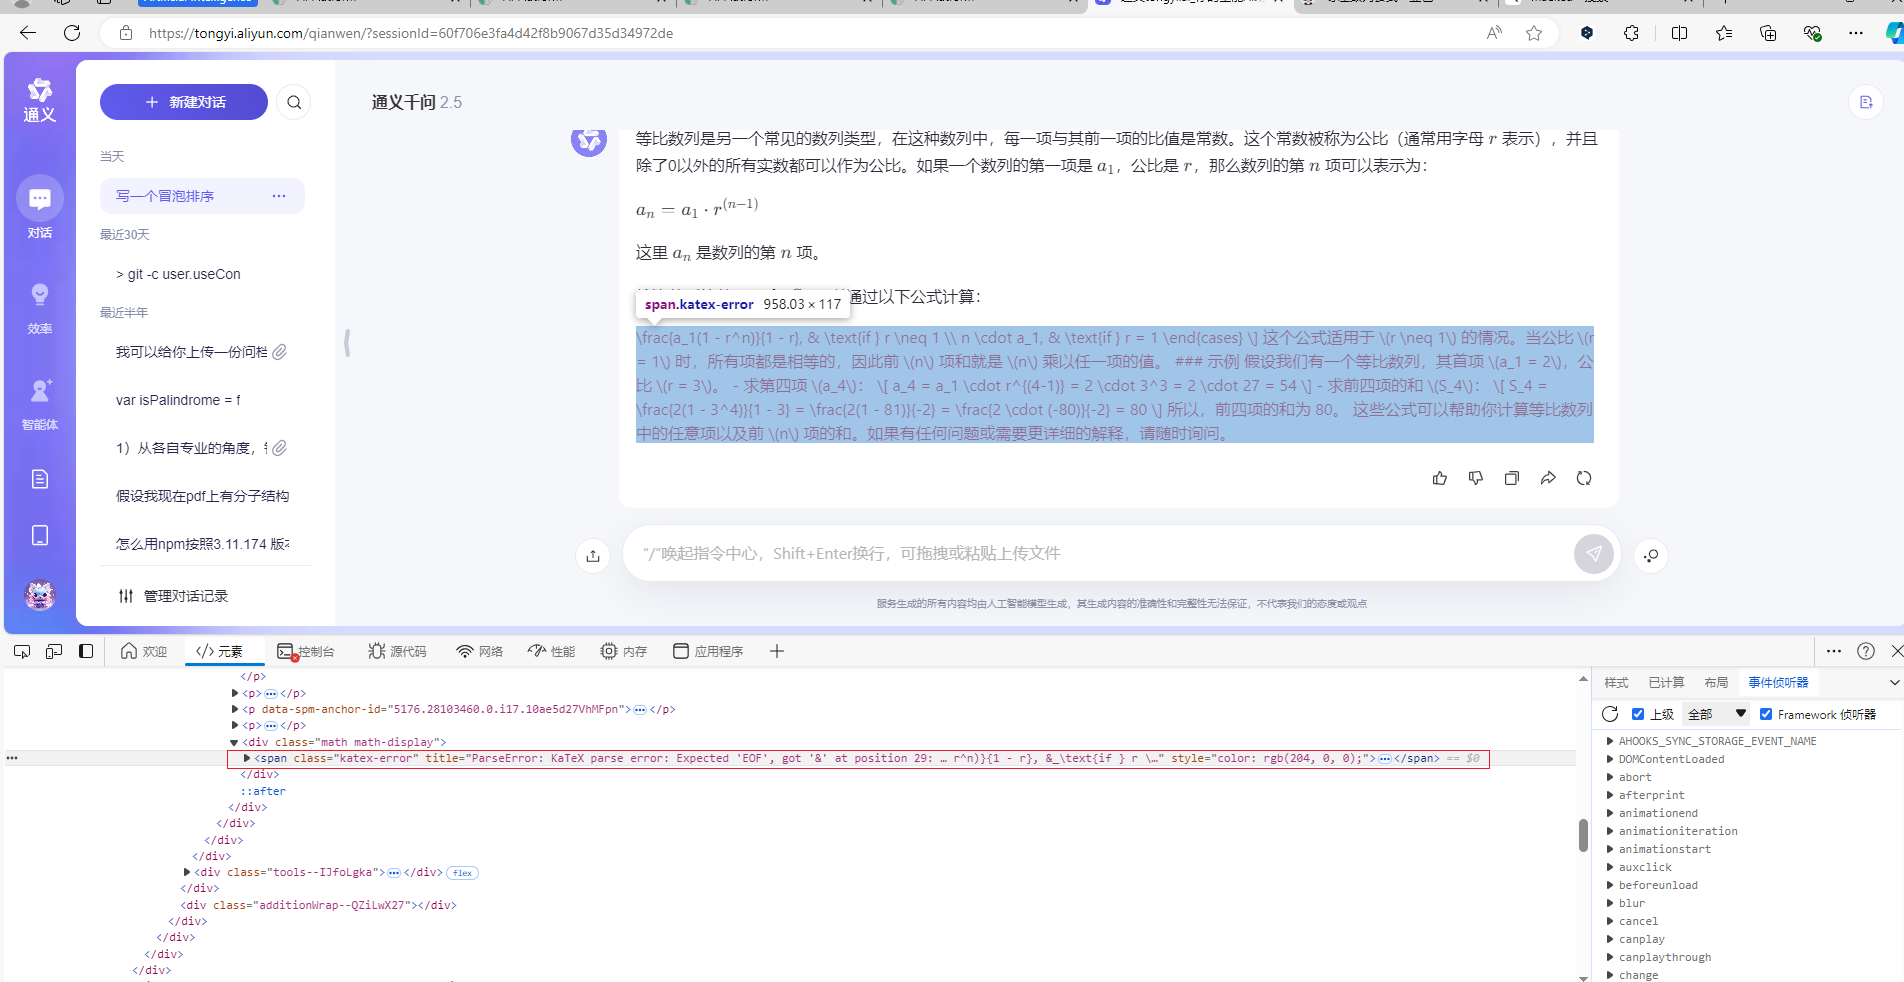 https://tongyi.aliyun.com/qianwen/?sessionId=60f706e3fa4d42f8b9067d35d34972de
通义
新建对话
通义千问 2.5
当天
写一个冒泡排序
对话
最近30天
> git -c user.useCon
最近半年
效率
我可以给你上传一份问档
var isPalindrome = f
智能体
1）从各自专业的角度，
假设我现在pdf上有分子结构
怎么用npm按照3.11.174 版
管理对话记录
等比数列是另一个常见的数列类型，在这种数列中，每一项与其前一项的比值是常数。这个常数被称为公比（通常用字母 r 表示），并且
除了0以外的所有实数都可以作为公比。如果一个数列的第一项是 a₁，公比是 r，那么数列的第 n 项可以表示为：
aₙ = a₁ · r^(n−1)
这里 aₙ 是数列的第 n 项。
通过以下公式计算：
span.katex-error 958.03 × 117
\frac{a_1(1 - r^n)}{1 - r}, & \text{if } r \neq 1 \\ n \cdot a_1, & \text{if } r = 1 \end{cases} \] 这个公式适用于 \(r \neq 1\) 的情况。当公比 \(r
= 1\) 时，所有项都是相等的，因此前 \(n\) 项和就是 \(n\) 乘以任一项的值。 ### 示例 假设我们有一个等比数列，其首项 \(a_1 = 2\)，公
比 \(r = 3\)。 - 求第四项 \(a_4\)： \[ a_4 = a_1 \cdot r^{(4-1)} = 2 \cdot 3^3 = 2 \cdot 27 = 54 \] - 求前四项的和 \(S_4\)： \[ S_4 =
\frac{2(1 - 3^4)}{1 - 3} = \frac{2(1 - 81)}{-2} = \frac{2 \cdot (-80)}{-2} = 80 \] 所以，前四项的和为 80。 这些公式可以帮助你计算等比数列
中的任意项以及前 \(n\) 项的和。如果有任何问题或需要更详细的解释，请随时询问。
“/”唤起指令中心，Shift+Enter换行，可拖拽或粘贴上传文件
服务生成的所有内容均由人工智能模型生成，其生成内容的准确性和完整性无法保证，不代表我们的态度或观点
欢迎 </> 元素 控制台 源代码 网络 性能 内存 应用程序
</p>
<p>…</p>
<p data-spm-anchor-id="5176.28103460.0.i17.10ae5d27VhMFpn">…</p>
<p>…</p>
<div class="math math-display">
<span class="katex-error" title="ParseError: KaTeX parse error: Expected 'EOF', got '&' at position 29: … r^n)}{1 - r}, &_\text{if } r \…" style="color: rgb(204, 0, 0);">…</span> == $0
</div>
::after
</div>
</div>
</div>
</div>
<div class="tools--IJfoLgka">…</div> flex
</div>
<div class="additionWrap--QZiLwX27"></div>
</div>
</div>
</div>
</div>
样式 已计算 布局 事件侦听器
上级 全部 Framework 侦听器
AHOOKS_SYNC_STORAGE_EVENT_NAME
DOMContentLoaded
abort
afterprint
animationend
animationiteration
animationstart
auxclick
beforeunload
blur
cancel
canplay
canplaythrough
change